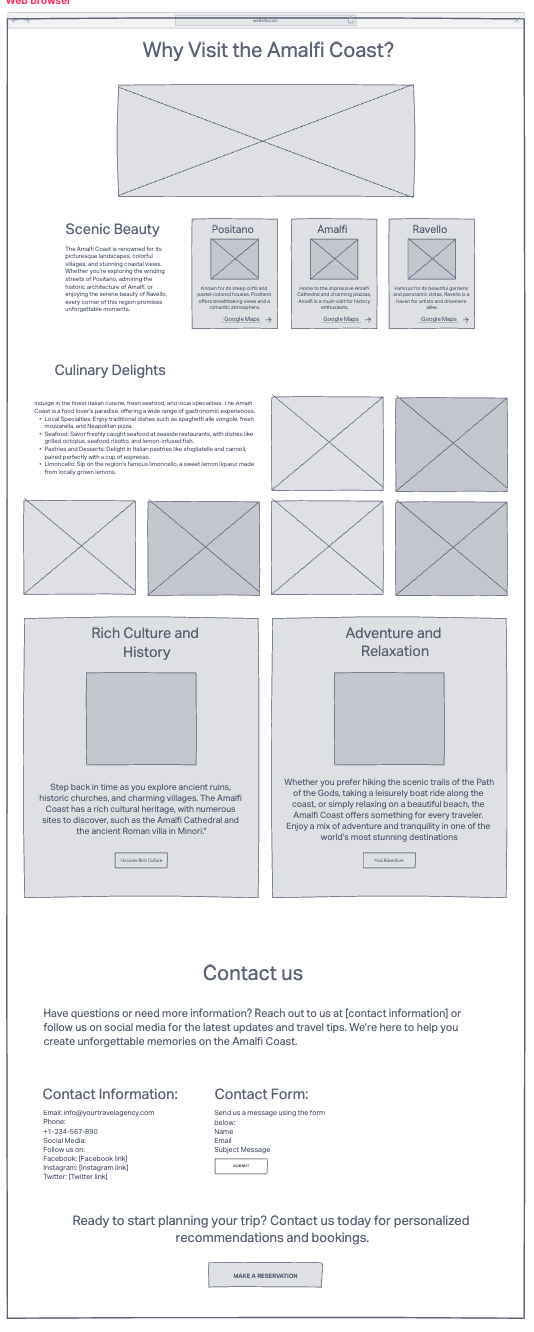 Web browser
website.com
Why Visit the Amalfi Coast?
Scenic Beauty
The Amalfi Coast is renowned for its
picturesque landscapes, colorful
villages, and stunning coastal views.
Whether you're exploring the winding
streets of Positano, admiring the
historic architecture of Amalfi, or
enjoying the serene beauty of Ravello,
every corner of this region promises
unforgettable moments.
Positano
Known for its steep cliffs and
pastel-colored houses, Positano
offers breathtaking views and a
romantic atmosphere.
Google Maps
Amalfi
Home to the impressive Amalfi
Cathedral and charming piazzas,
Amalfi is a must-visit for history
enthusiasts.
Google Maps
Ravello
Famous for its beautiful gardens
and panoramic vistas, Ravello is a
haven for artists and dreamers
alike.
Google Maps
Culinary Delights
Indulge in the finest Italian cuisine, fresh seafood, and local specialties. The Amalfi
Coast is a food lover's paradise, offering a wide range of gastronomic experiences.
• Local Specialties: Enjoy traditional dishes such as spaghetti alle vongole, fresh
mozzarella, and Neapolitan pizza.
• Seafood: Savor freshly caught seafood at seaside restaurants, with dishes like
grilled octopus, seafood risotto, and lemon-infused fish.
• Pastries and Desserts: Delight in Italian pastries like sfogliatelle and cannoli,
paired perfectly with a cup of espresso.
• Limoncello: Sip on the region's famous limoncello, a sweet lemon liqueur made
from locally grown lemons.
Rich Culture and
History
Step back in time as you explore ancient ruins,
historic churches, and charming villages. The Amalfi
Coast has a rich cultural heritage, with numerous
sites to discover, such as the Amalfi Cathedral and
the ancient Roman villa in Minori."
Uncover Rich Culture
Adventure and
Relaxation
Whether you prefer hiking the scenic trails of the Path
of the Gods, taking a leisurely boat ride along the
coast, or simply relaxing on a beautiful beach, the
Amalfi Coast offers something for every traveler.
Enjoy a mix of adventure and tranquility in one of the
world's most stunning destinations
Adventure
Contact us
Have questions or need more information? Reach out to us at [contact information] or
follow us on social media for the latest updates and travel tips. We're here to help you
create unforgettable memories on the Amalfi Coast.
Contact Information:
Email: info@yourtravelagency.com
Phone:
+1-234-567-890
Social Media:
Follow us on:
Facebook: [Facebook link]
Instagram: [Instagram link]
Twitter: [Twitter link]
Contact Form:
Send us a message using the form
below:
Name
Email
Subject Message
SUBMIT
Ready to start planning your trip? Contact us today for personalized
recommendations and bookings.
MAKE A RESERVATION